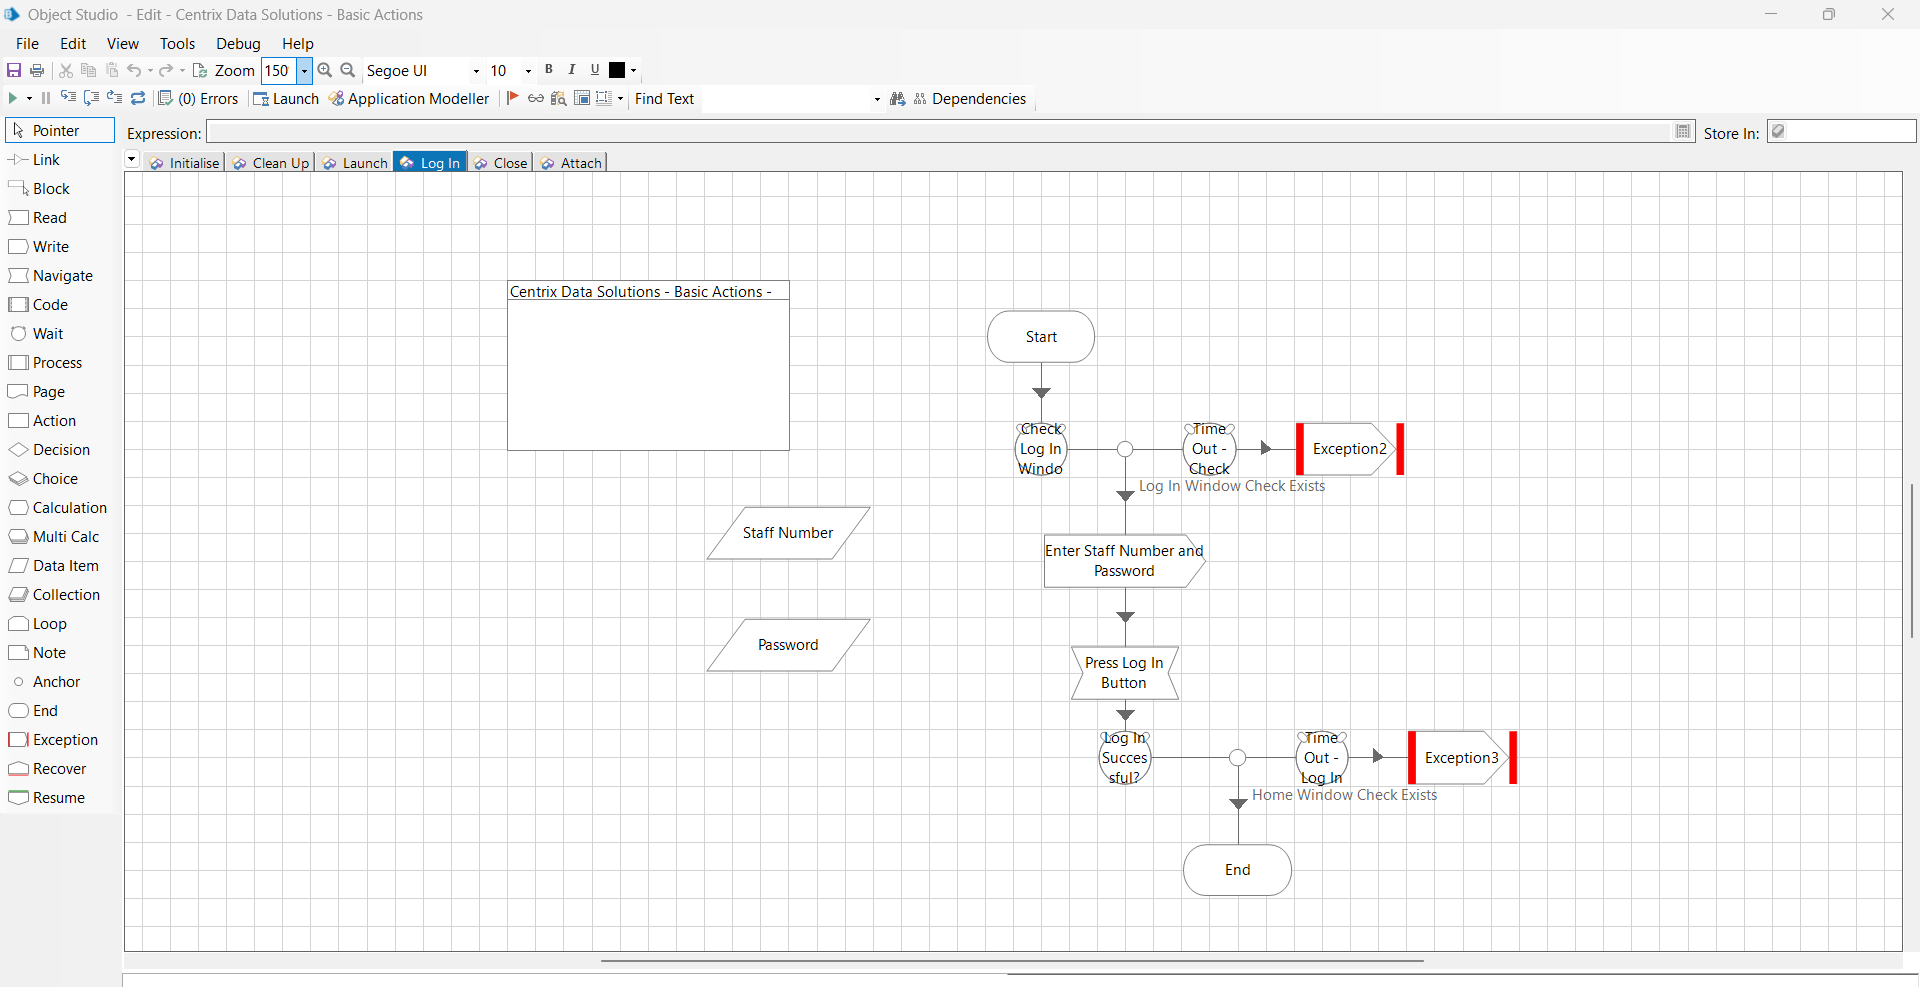 Object Studio - Edit - Centrix Data Solutions - Basic Actions
File Edit View Tools Debug Help
Zoom 150 Segoe UI 10 B I U
(0) Errors Launch Application Modeller Find Text Dependencies
Pointer
Expression: Store In:
Link
Initialise Clean Up Launch Log In Close Attach
Block
Read
Write
Navigate
Code
Wait
Process
Page
Action
Decision
Choice
Calculation
Multi Calc
Data Item
Collection
Loop
Note
Anchor
End
Exception
Recover
Resume
Centrix Data Solutions - Basic Actions -
Staff Number
Password
Start
Check
Log In
Windo
Time
Out -
Check
Exception2
Log In Window Check Exists
Enter Staff Number and
Password
Press Log In
Button
Log In
Succes
sful?
Time
Out -
Log In
Exception3
Home Window Check Exists
End